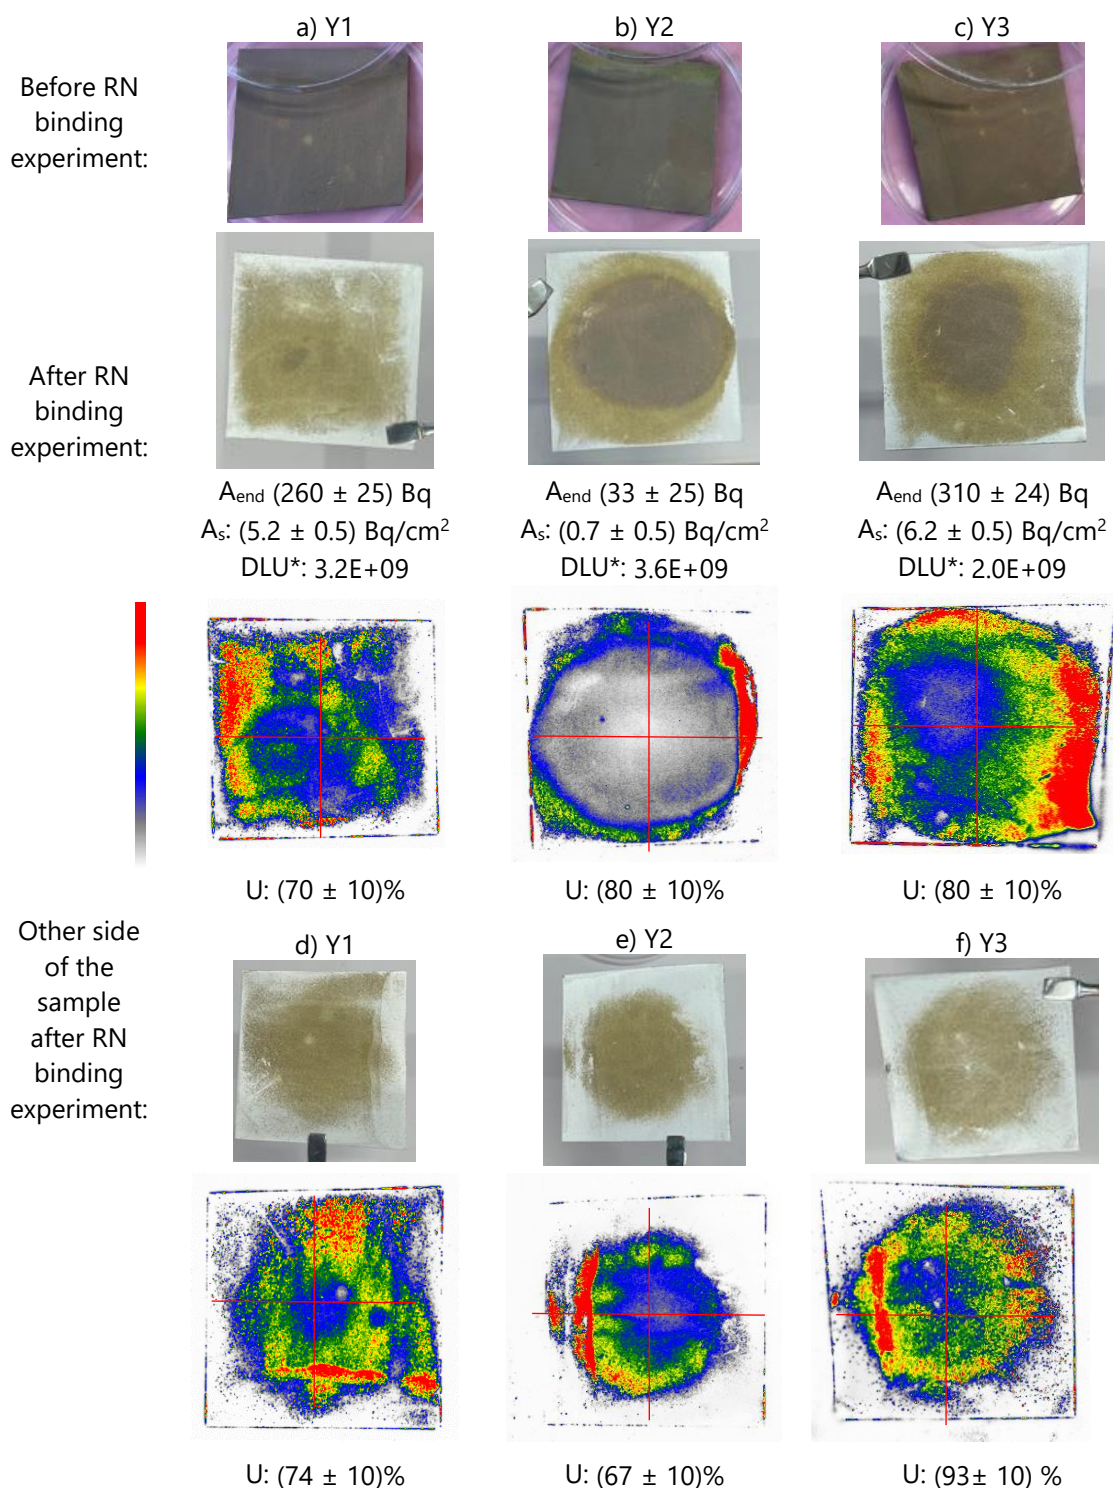 a) Y1
b) Y2
c) Y3
Before RN
binding
experiment:
After RN
binding
experiment:
Aend (260 ± 25) Bq
Aend (33 ± 25) Bq
Aend (310 ± 24) Bq
As: (5.2 ± 0.5) Bq/cm²
As: (0.7 ± 0.5) Bq/cm²
As: (6.2 ± 0.5) Bq/cm²
DLU*: 3.2E+09
DLU*: 3.6E+09
DLU*: 2.0E+09
U: (70 ± 10)%
U: (80 ± 10)%
U: (80 ± 10)%
Other side
of the
sample
after RN
binding
experiment:
d) Y1
e) Y2
f) Y3
U: (74 ± 10)%
U: (67 ± 10)%
U: (93± 10) %